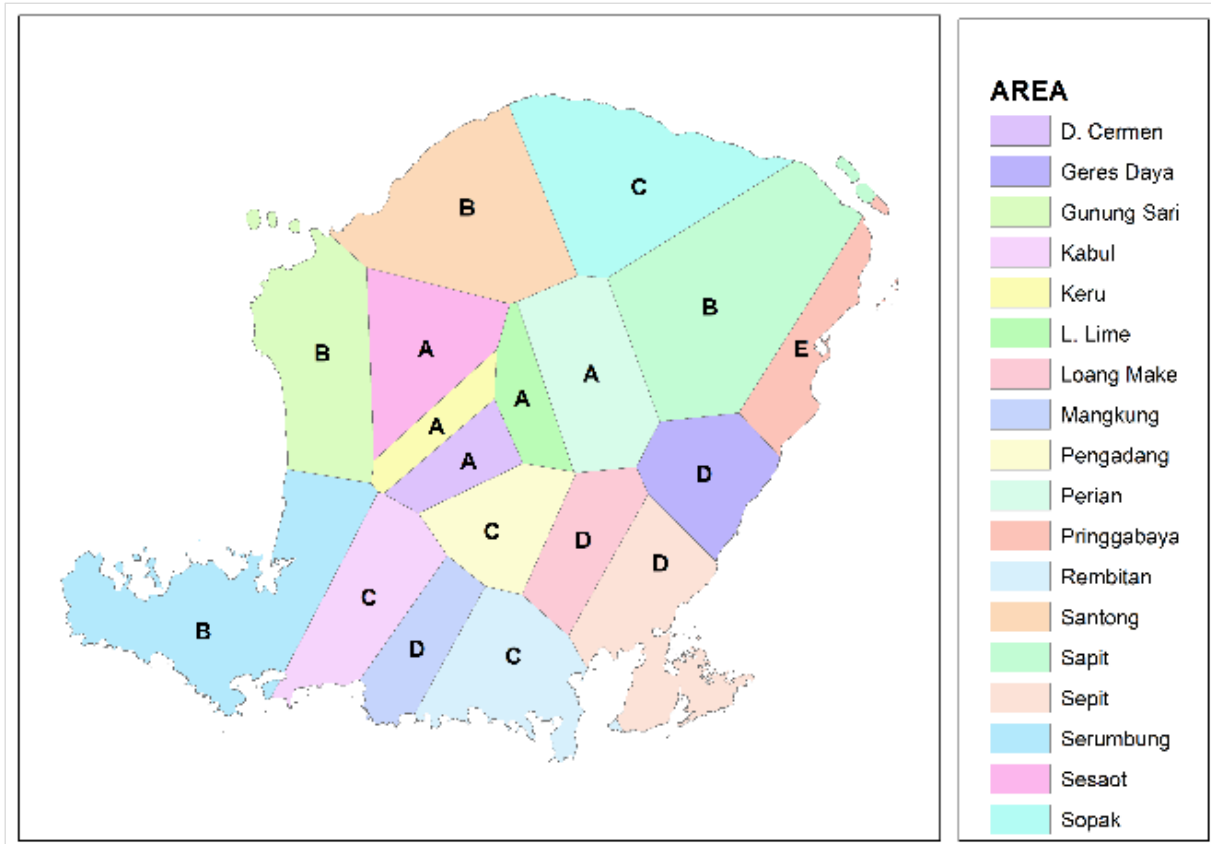 C
B
B
A
B
E
A
A
A
A
D
C
D
D
C
B
D
C
AREA
D. Cermen
Geres Daya
Gunung Sari
Kabul
Keru
L. Lime
Loang Make
Mangkung
Pengadang
Perian
Pringgabaya
Rembitan
Santong
Sapit
Sepit
Serumbung
Sesaot
Sopak